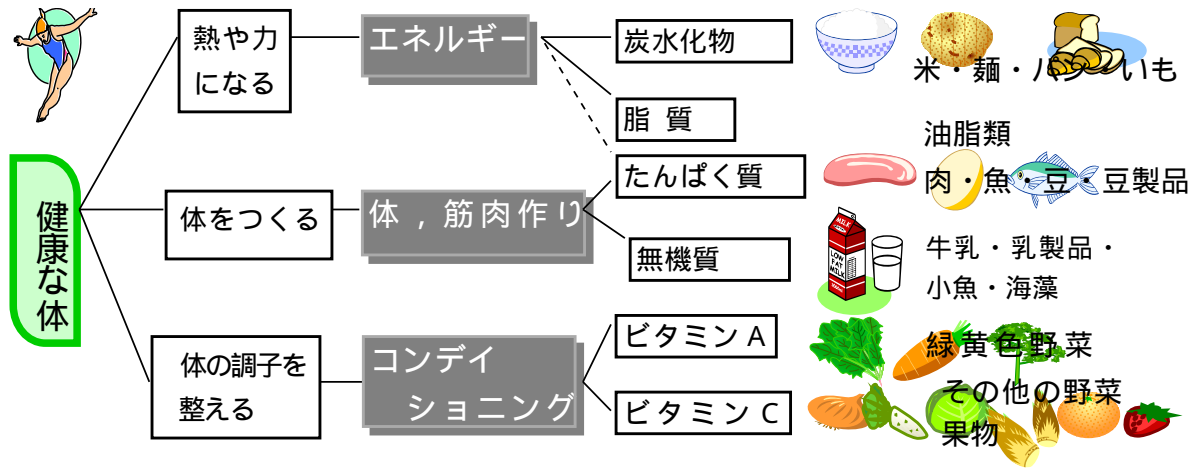 健康な体
熱や力
になる
エネルギー
炭水化物
米・麺・パン・いも
脂質
油脂類
たんぱく質
肉・魚・豆・豆製品
体をつくる
体，筋肉作り
無機質
牛乳・乳製品・
小魚・海藻
MILK
LOW
FAT
MILK
体の調子を
整える
コンデイ
ショニング
ビタミンA
緑黄色野菜
ビタミンC
その他の野菜
果物